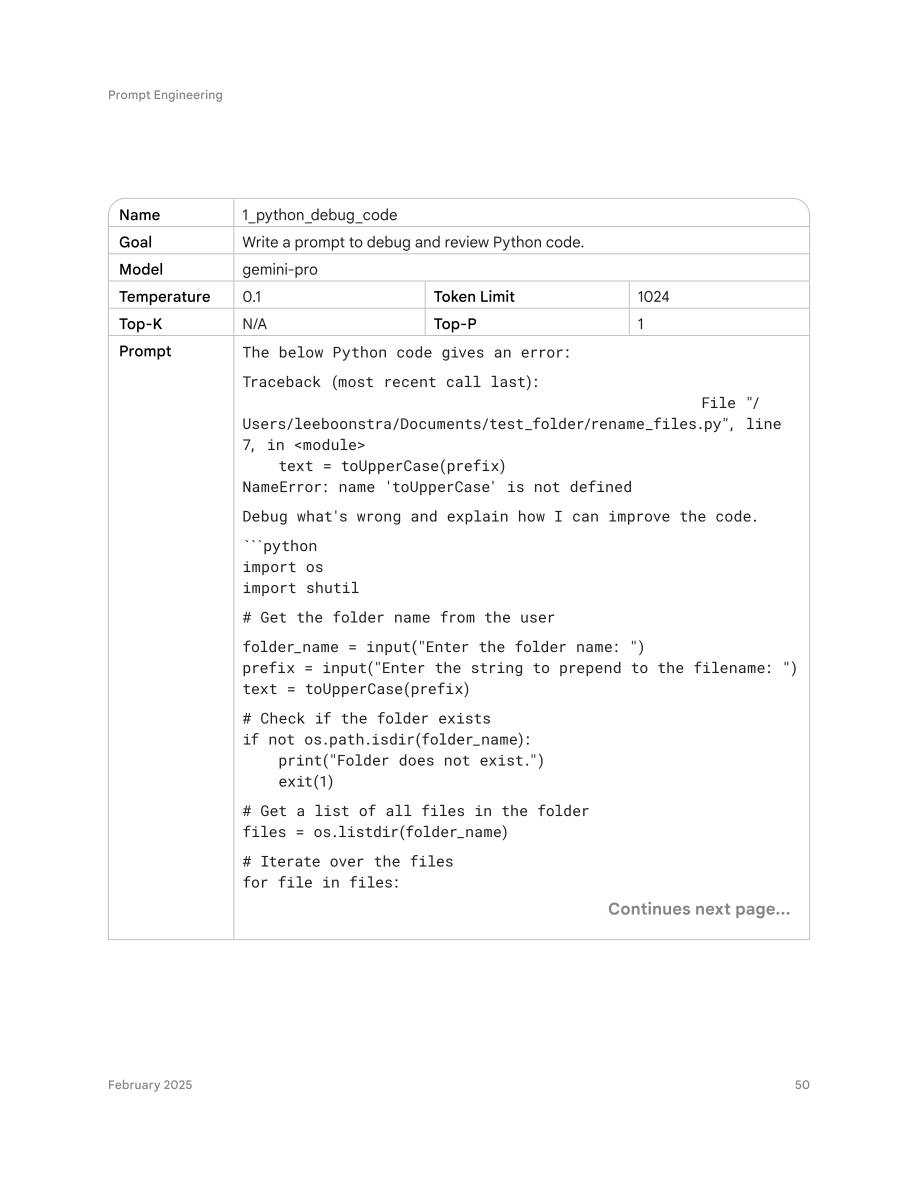 Prompt Engineering
Name 1_python_debug_code
Goal Write a prompt to debug and review Python code.
Model gemini-pro
Temperature 0.1 Token Limit 1024
Top-K N/A Top-P 1
Prompt The below Python code gives an error:
Traceback (most recent call last):
File "/
Users/leeboonstra/Documents/test_folder/rename_files.py", line
7, in <module>
    text = toUpperCase(prefix)
NameError: name 'toUpperCase' is not defined
Debug what's wrong and explain how I can improve the code.
```python
import os
import shutil
# Get the folder name from the user
folder_name = input("Enter the folder name: ")
prefix = input("Enter the string to prepend to the filename: ")
text = toUpperCase(prefix)
# Check if the folder exists
if not os.path.isdir(folder_name):
    print("Folder does not exist.")
    exit(1)
# Get a list of all files in the folder
files = os.listdir(folder_name)
# Iterate over the files
for file in files:
Continues next page...
February 2025 50